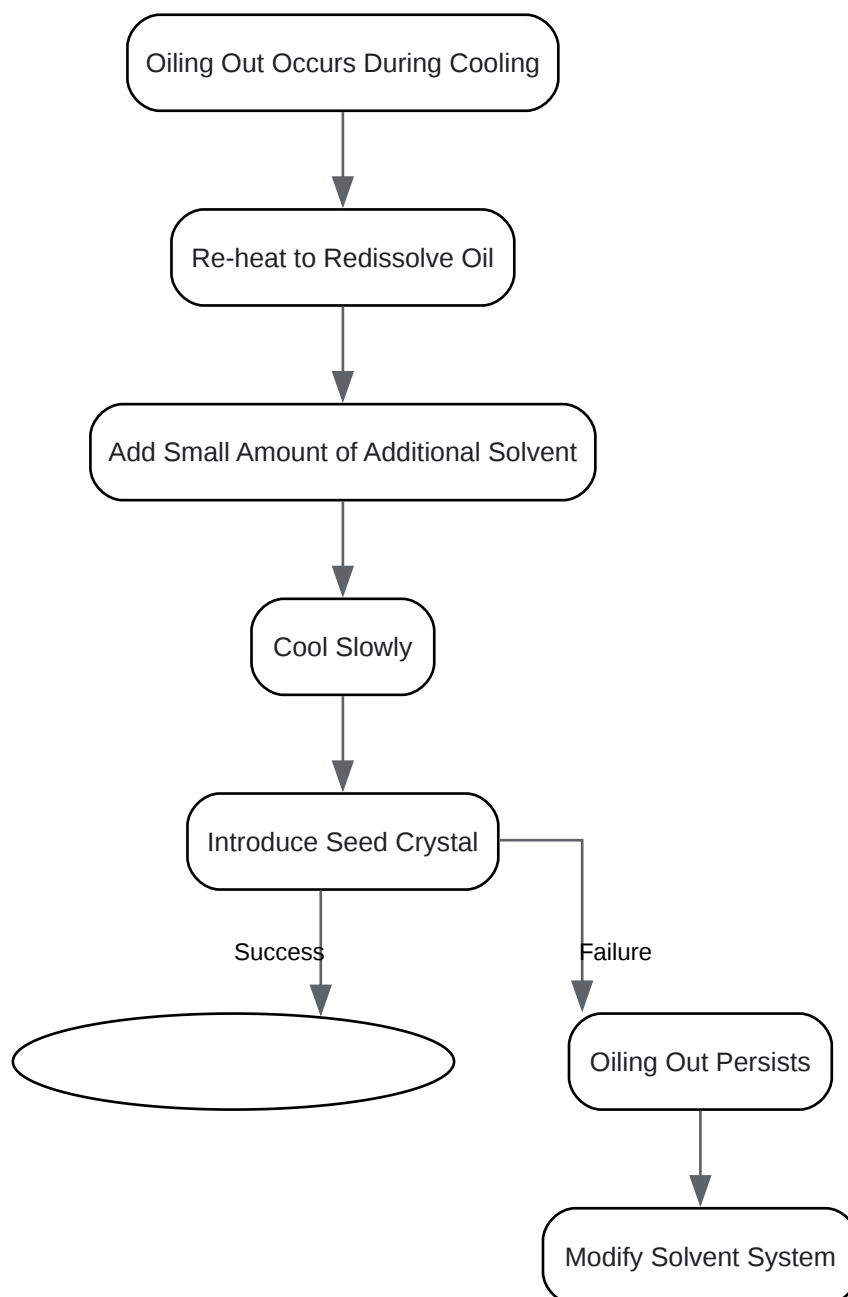 Oiling Out Occurs During Cooling
Re-heat to Redissolve Oil
Add Small Amount of Additional Solvent
Cool Slowly
Introduce Seed Crystal
Success
Failure
Oiling Out Persists
Modify Solvent System